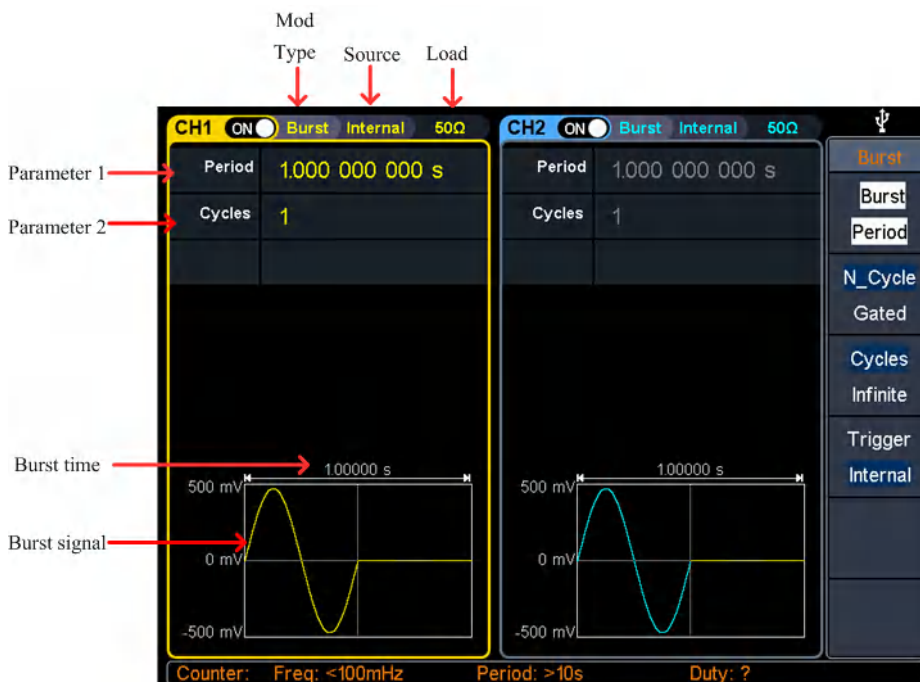 Mod
Type
Source
Load
CH1 ON Burst Internal 50Ω
CH2 ON Burst Internal 50Ω
Burst
Parameter 1
Period 1.000 000 000 s
Period 1.000 000 000 s
Burst
Period
Parameter 2
Cycles 1
Cycles 1
N_Cycle
Gated
Cycles
Infinite
Trigger
Internal
Burst time
1.00000 s
1.00000 s
500 mV
500 mV
Burst signal
0 mV
0 mV
-500 mV
-500 mV
Counter: Freq: <100mHz Period: >10s Duty: ?